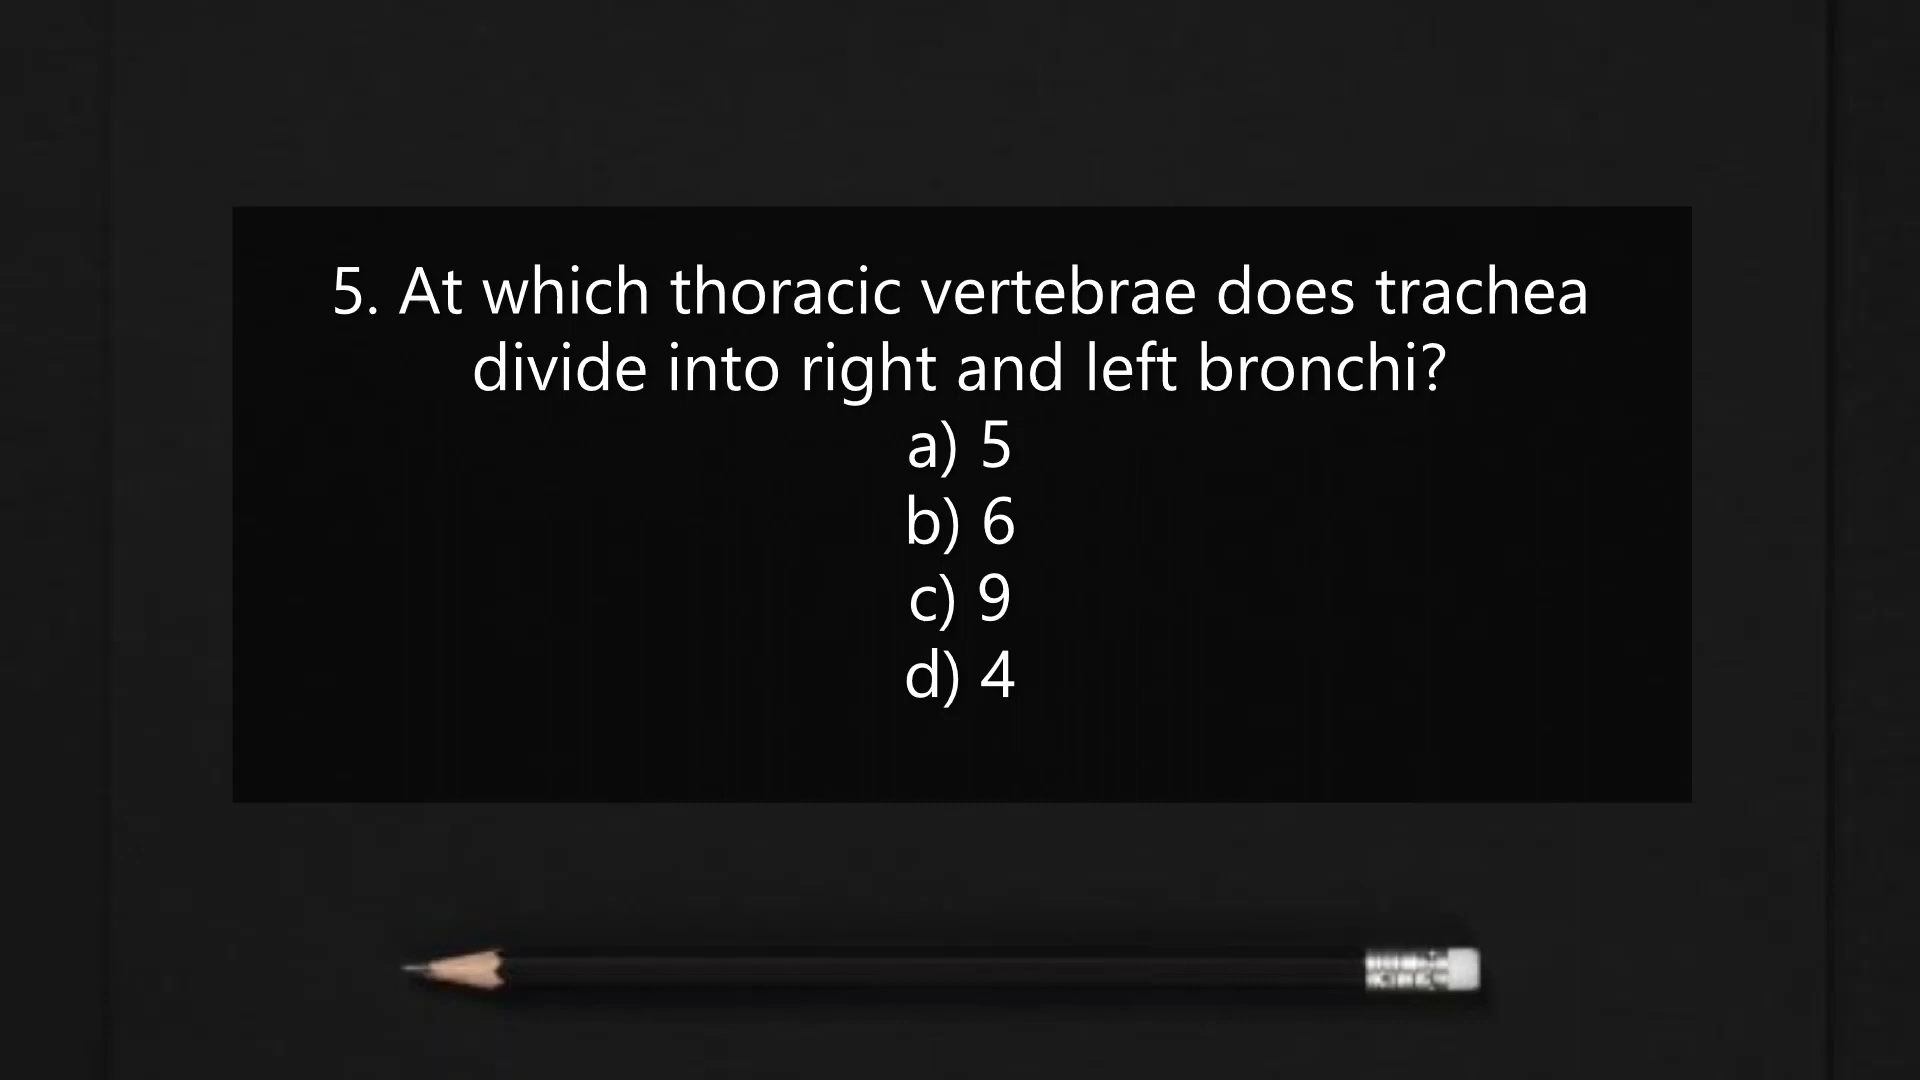 5. At which thoracic vertebrae does trachea
divide into right and left bronchi?
a) 5
b) 6
c) 9
d) 4